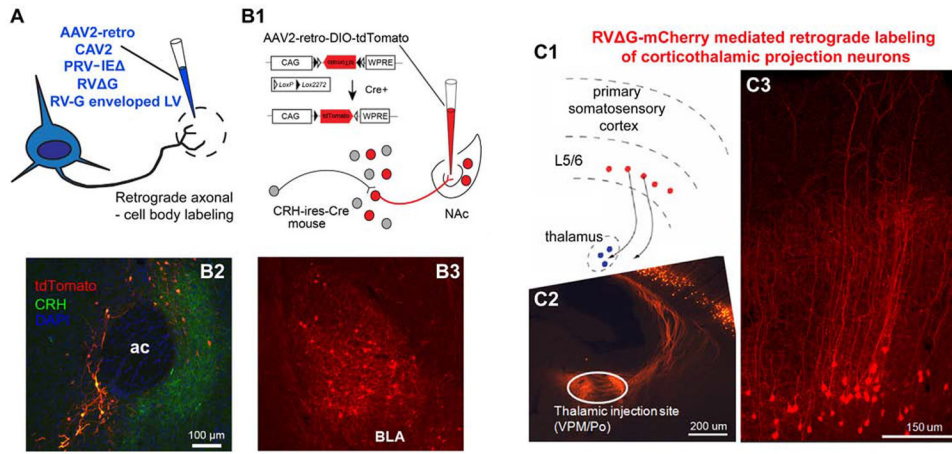 A
AAV2-retro
CAV2
PRV-IEΔ
RVΔG
RV-G enveloped LV
Retrograde axonal
- cell body labeling
B1
AAV2-retro-DIO-tdTomato
CAG
tdTomato
WPRE
LoxP
Lox2272
Cre+
CAG
tdTomato
WPRE
CRH-ires-Cre
mouse
NAc
B2
tdTomato
CRH
DAPI
ac
100 µm
B3
BLA
RVΔG-mCherry mediated retrograde labeling
of corticothalamic projection neurons
C1
primary
somatosensory
cortex
L5/6
thalamus
C2
Thalamic injection site
(VPM/Po)
200 um
C3
150 um